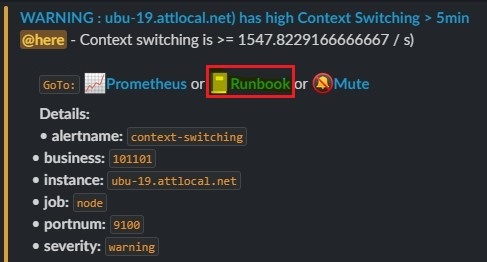 WARNING : ubu-19.attlocal.net) has high Context Switching > 5min
@here - Context switching is >= 1547.8229166666667 / s)
GoTo: Prometheus or Runbook or Mute
Details:
• alertname: context-switching
• business: 101101
• instance: ubu-19.attlocal.net
• job: node
• portnum: 9100
• severity: warning